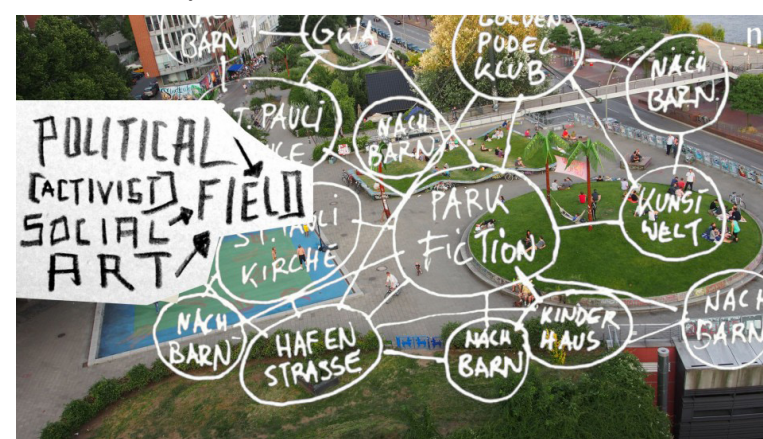 BARN
GWA
GOLDEN
PUDEL
KLUB
NACH
BARN
n
POLITICAL
[ACTIVIST]
SOCIAL
ART
FIELD
T. PAULI
NACH
BARN
PARK
FICTION
KUNST
WELT
ST. PAULI
KIRCHE
NACH
BARN
HAFEN
STRASSE
NACH
BARN
KINDER
HAUS
NACH
BARN